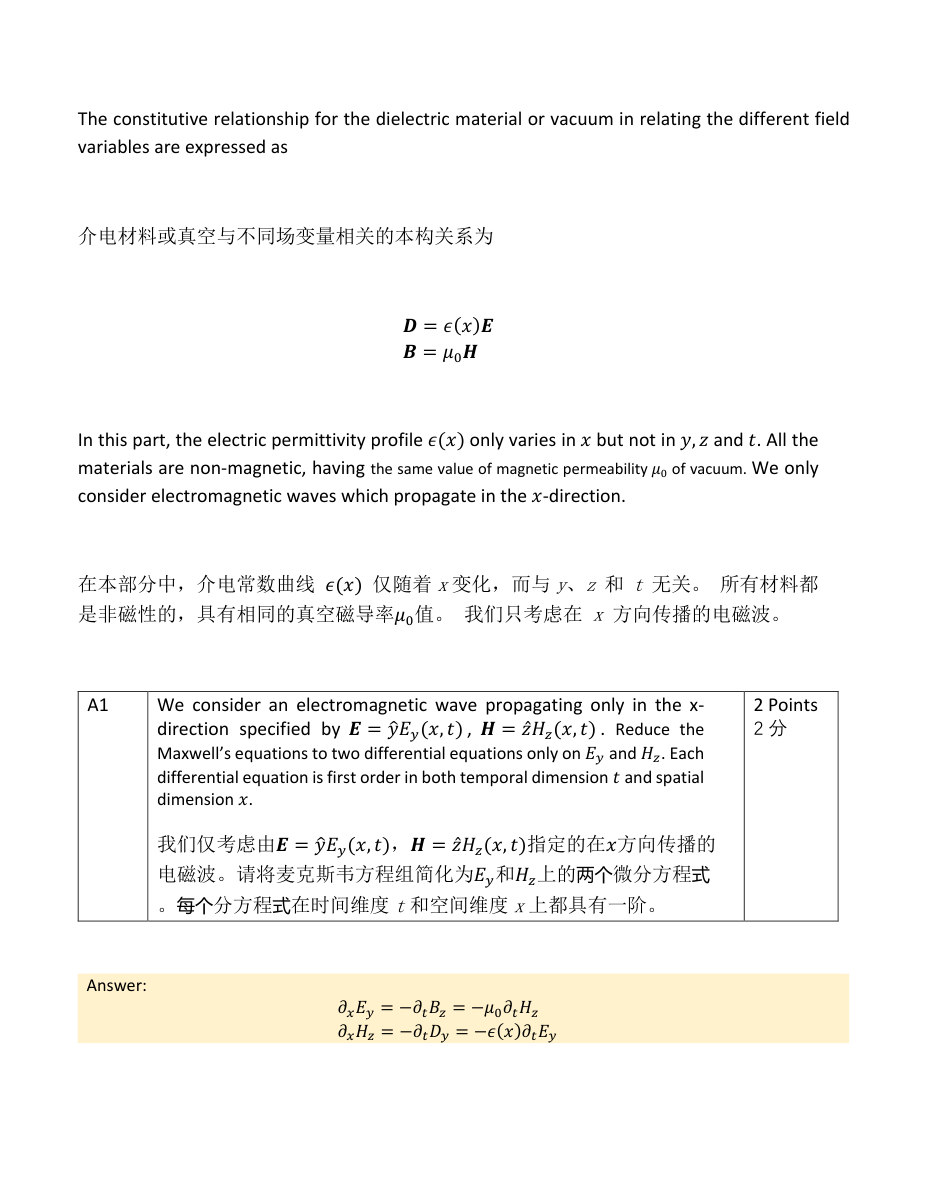 The constitutive relationship for the dielectric material or vacuum in relating the different field
variables are expressed as
介电材料或真空与不同场变量相关的本构关系为
𝑫 = 𝜖(𝑥)𝑬
𝑩 = 𝜇₀𝑯
In this part, the electric permittivity profile 𝜖(𝑥) only varies in 𝑥 but not in 𝑦, 𝑧 and 𝑡. All the
materials are non-magnetic, having the same value of magnetic permeability 𝜇₀ of vacuum. We only
consider electromagnetic waves which propagate in the 𝑥-direction.
在本部分中，介电常数曲线 𝜖(𝑥) 仅随着 x 变化，而与 y、z 和 t 无关。 所有材料都
是非磁性的，具有相同的真空磁导率𝜇₀值。 我们只考虑在 x 方向传播的电磁波。
A1
We consider an electromagnetic wave propagating only in the x-
direction specified by 𝑬 = ŷ𝐸_y(𝑥, 𝑡) , 𝑯 = ẑ𝐻_z(𝑥, 𝑡) . Reduce the
Maxwell’s equations to two differential equations only on 𝐸_y and 𝐻_z. Each
differential equation is first order in both temporal dimension 𝑡 and spatial
dimension 𝑥.
我们仅考虑由𝑬 = ŷ𝐸_y(𝑥, 𝑡)，𝑯 = ẑ𝐻_z(𝑥, 𝑡)指定的在𝑥方向传播的
电磁波。请将麦克斯韦方程组简化为𝐸_y和𝐻_z上的两个微分方程式
。每个分方程式在时间维度 t 和空间维度 x 上都具有一阶。
2 Points
2 分
Answer:
𝜕ₓ𝐸_y = −𝜕ₜ𝐵_z = −𝜇₀𝜕ₜ𝐻_z
𝜕ₓ𝐻_z = −𝜕ₜ𝐷_y = −𝜖(𝑥)𝜕ₜ𝐸_y